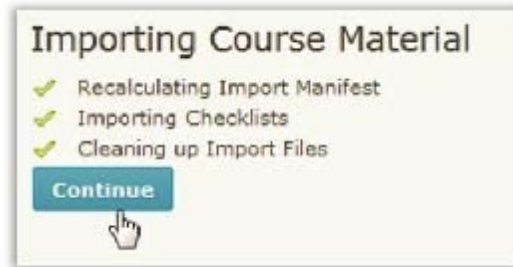 Importing Course Material
Recalculating Import Manifest
Importing Checklists
Cleaning up Import Files
Continue